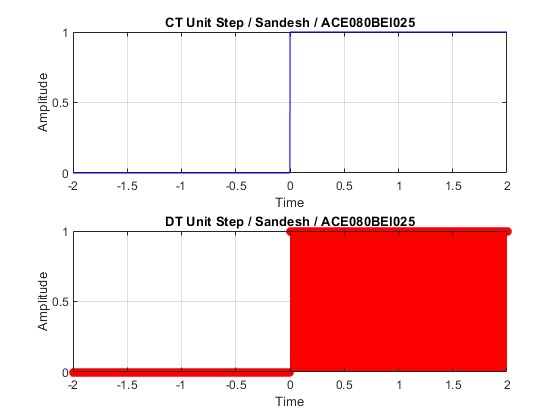 CT Unit Step / Sandesh / ACE080BEI025
1
0.5
0
Amplitude
-2 -1.5 -1 -0.5 0 0.5 1 1.5 2
Time
DT Unit Step / Sandesh / ACE080BEI025
1
0.5
0
Amplitude
-2 -1.5 -1 -0.5 0 0.5 1 1.5 2
Time